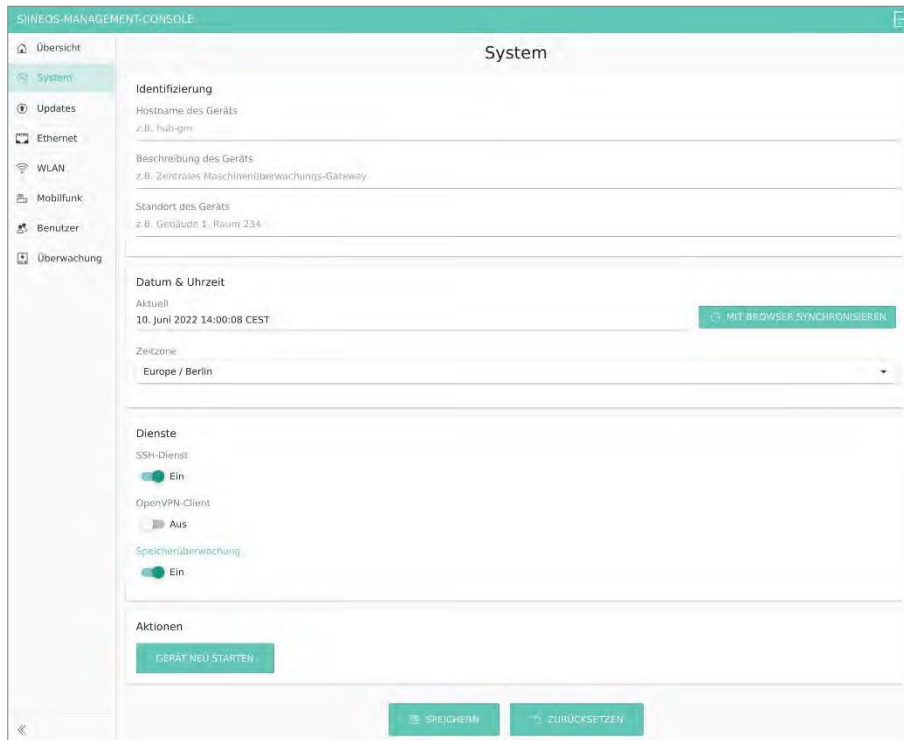 SIINEOS-MANAGEMENT-CONSOLE
Übersicht
System
Updates
Ethernet
WLAN
Mobilfunk
Benutzer
Überwachung
System
Identifizierung
Hostname des Geräts
z.B. hub-gm
Beschreibung des Geräts
z.B. Zentrales Maschinenüberwachungs-Gateway
Standort des Geräts
z.B. Gebäude 1, Raum 234
Datum & Uhrzeit
Aktuell
10. Juni 2022 14:00:08 CEST
MIT BROWSER SYNCHRONISIEREN
Zeitzone
Europe / Berlin
Dienste
SSH-Dienst
Ein
OpenVPN-Client
Aus
Speicherüberwachung
Ein
Aktionen
GERÄT NEU STARTEN
SPEICHERN
ZURÜCKSETZEN